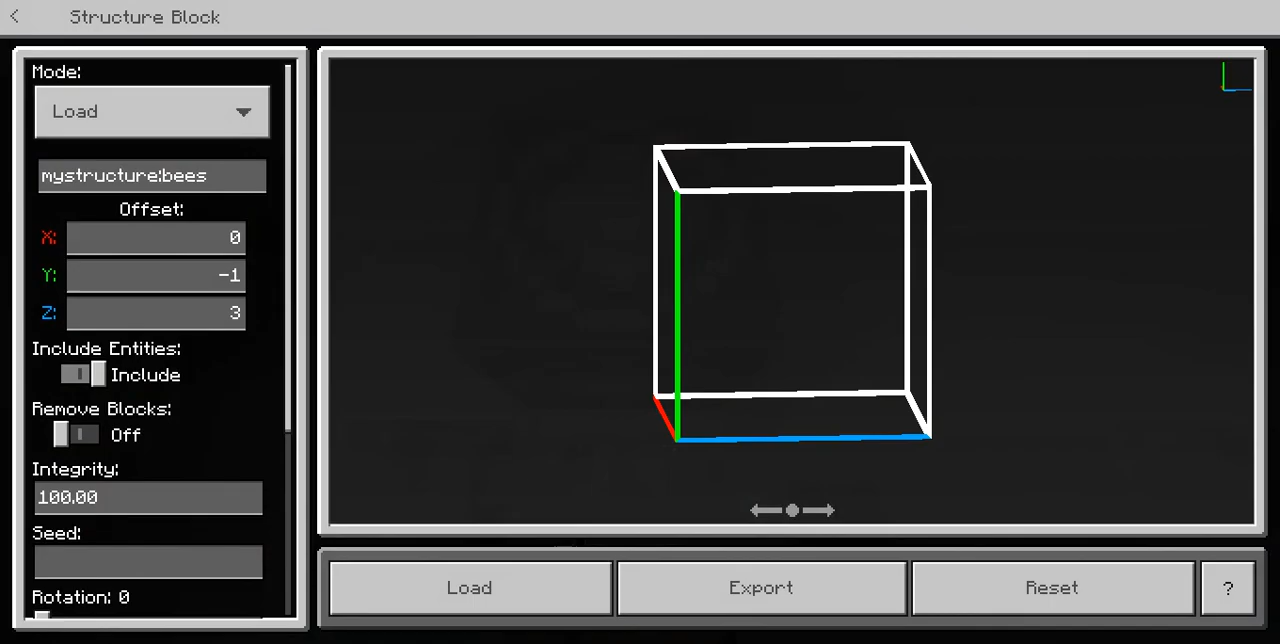 Structure Block
Mode:
Load
mystructure:bees
Offset:
X: 0
Y: -1
Z: 3
Include Entities:
Include
Remove Blocks:
Off
Integrity:
100,00
Seed:
Rotation: 0
Load
Export
Reset
?